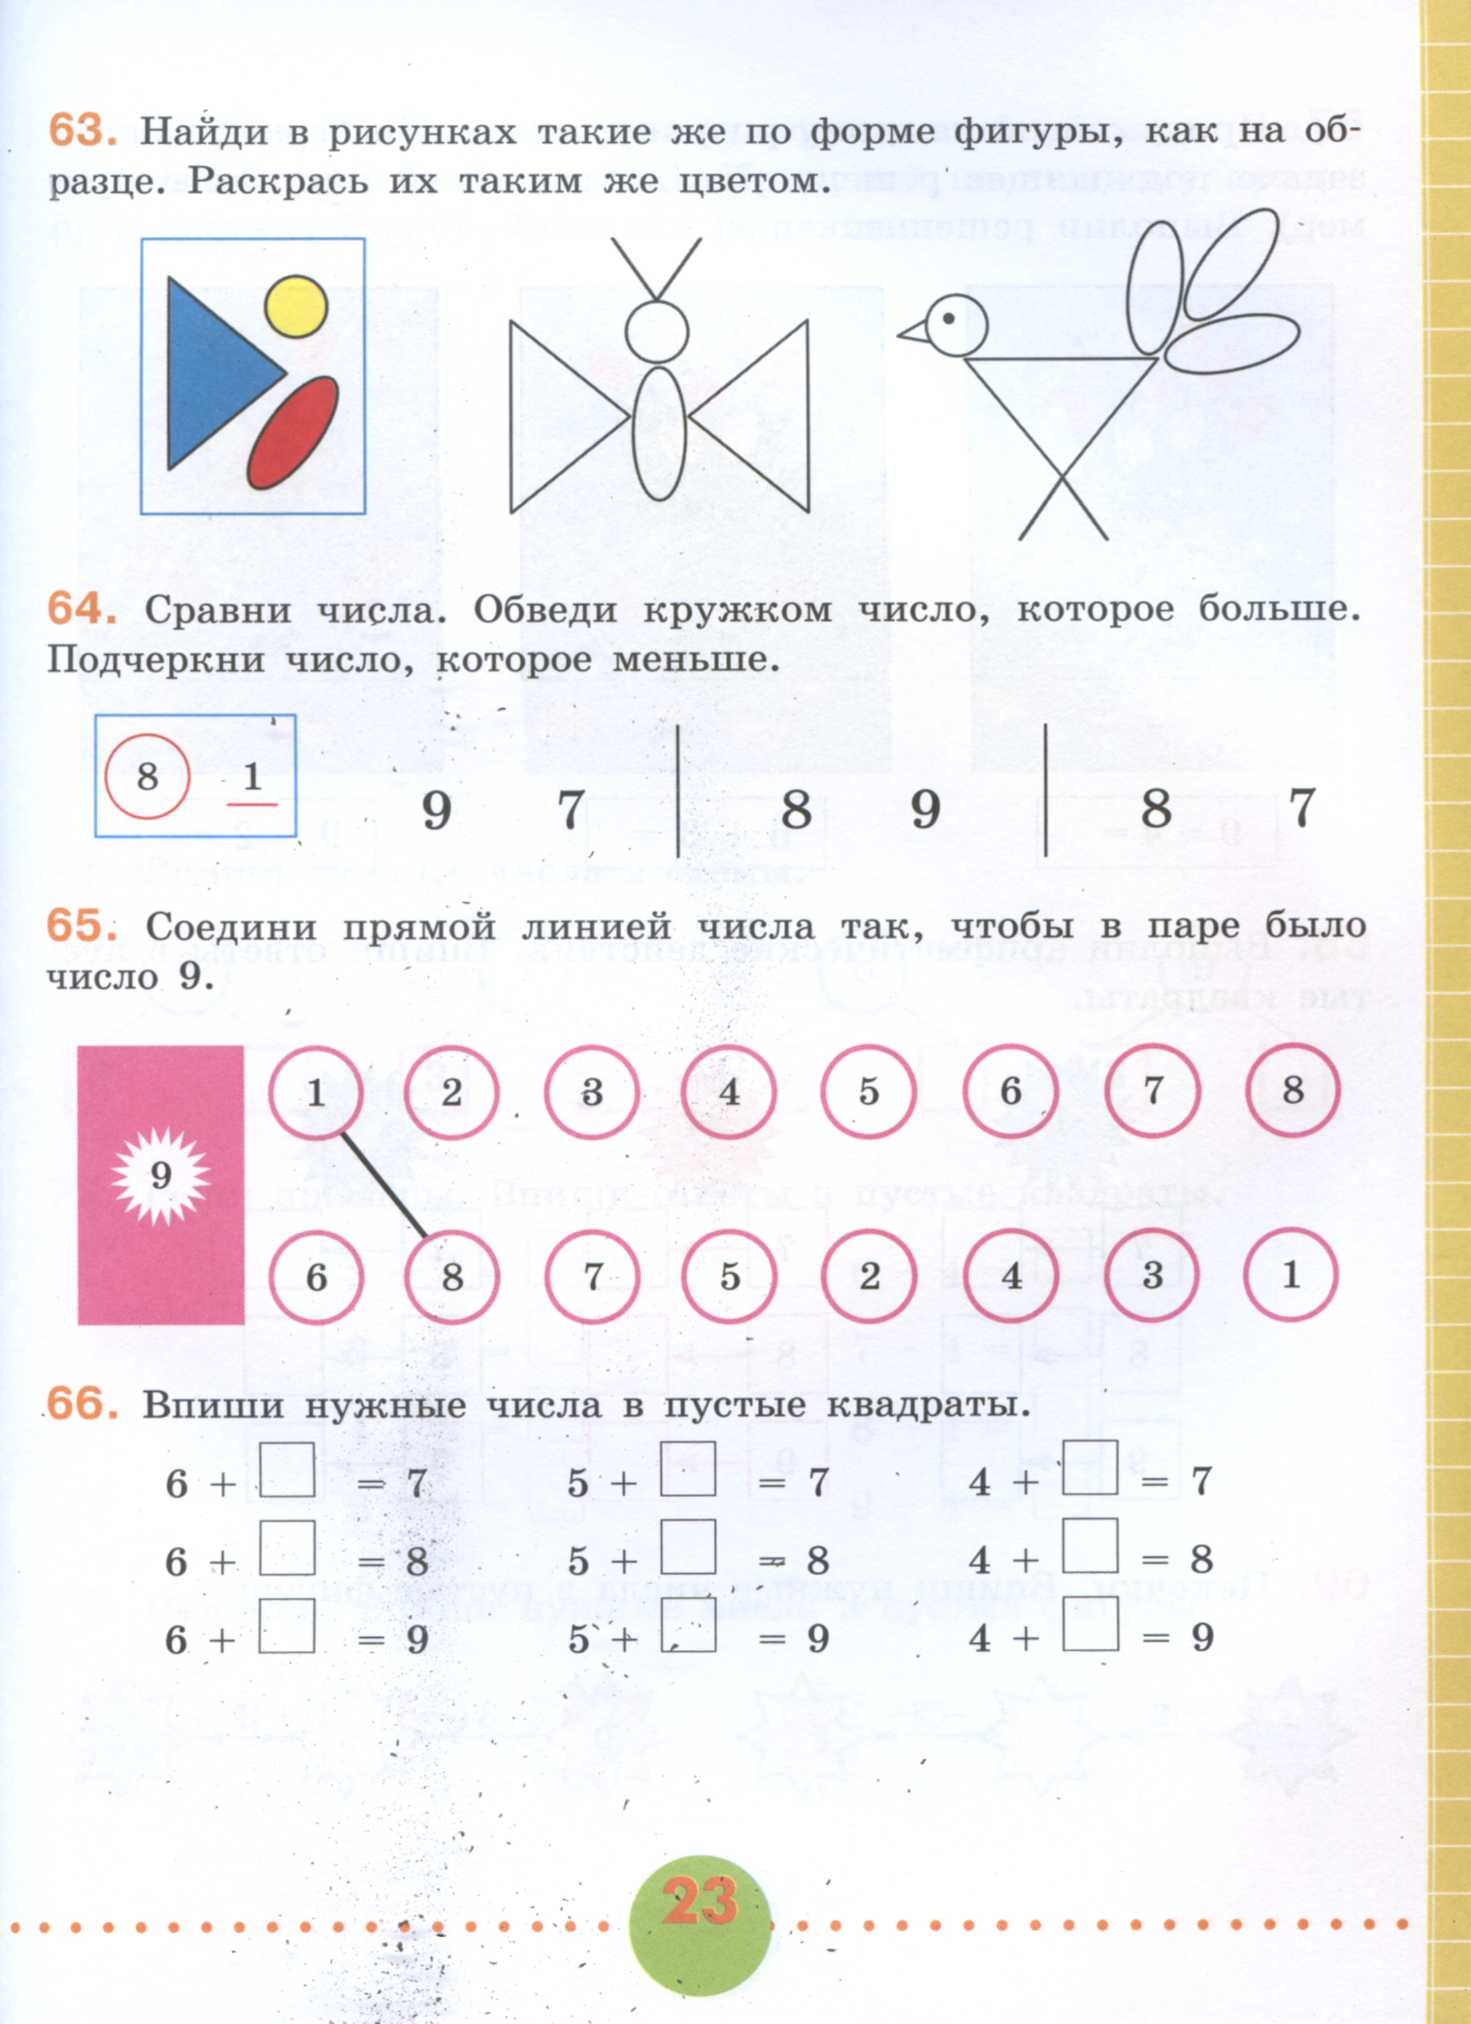 63. Найди в рисунках такие же по форме фигуры, как на об-
разце. Раскрась их таким же цветом.
64. Сравни числа. Обведи кружком число, которое больше.
Подчеркни число, которое меньше.
8 1 9 7 8 9 8 7
65. Соедини прямой линией числа так, чтобы в паре было
число 9.
1 2 3 4 5 6 7 8
9
6 8 7 5 2 4 3 1
66. Впиши нужные числа в пустые квадраты.
6 + = 7 5 + = 7 4 + = 7
6 + = 8 5 + = 8 4 + = 8
6 + = 9 5 + = 9 4 + = 9
23